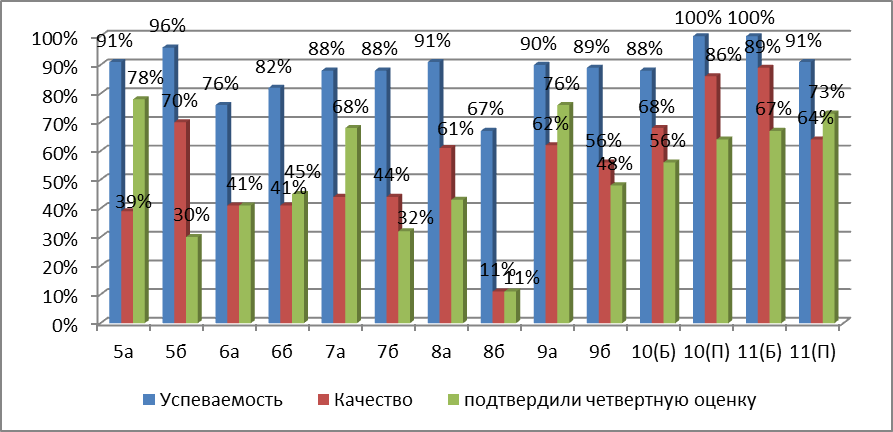 100% 100%
96%
91% 91% 90% 89% 88% 91%
88% 88% 86% 89%
82%
78% 76% 76% 73%
70% 68% 67% 68% 67% 64%
61% 62%
56% 56%
45% 44% 48%
39% 41% 41%
30% 32%
11% 11%
100%
90%
80%
70%
60%
50%
40%
30%
20%
10%
0%
5а 5б 6а 6б 7а 7б 8а 8б 9а 9б 10(Б) 10(П) 11(Б) 11(П)
Успеваемость Качество подтвердили четвертную оценку